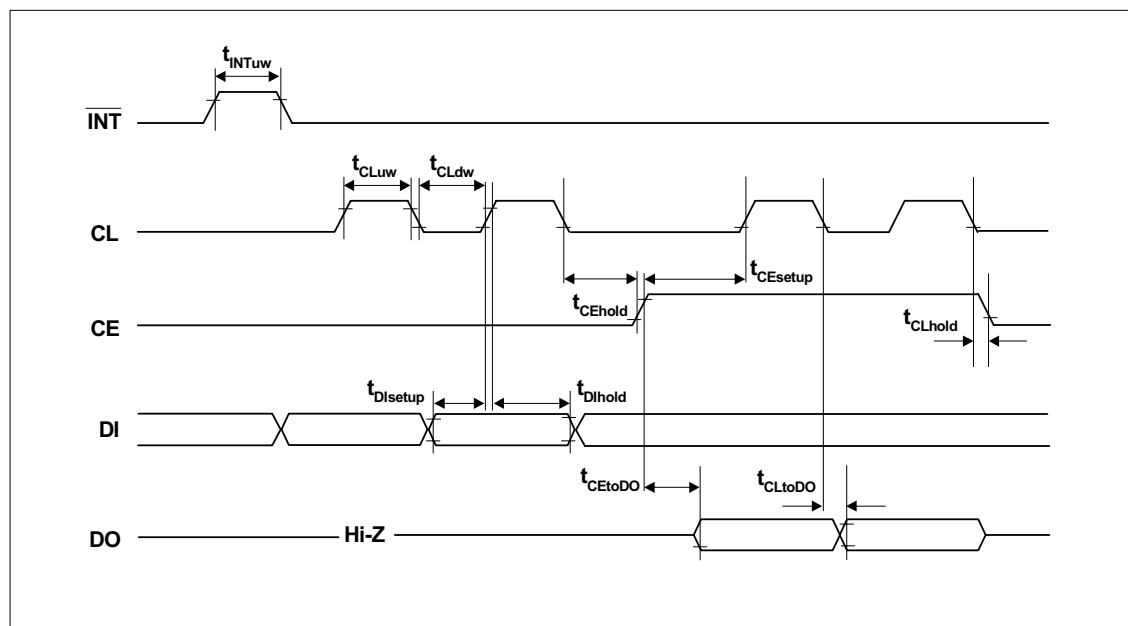 tINTuw
INT
tCLuw
tCLdw
CL
tCEsetup
tCEhold
CE
tCLhold
tDIsetup
tDIhold
DI
tCEtoDO
tCLtoDO
DO
Hi-Z